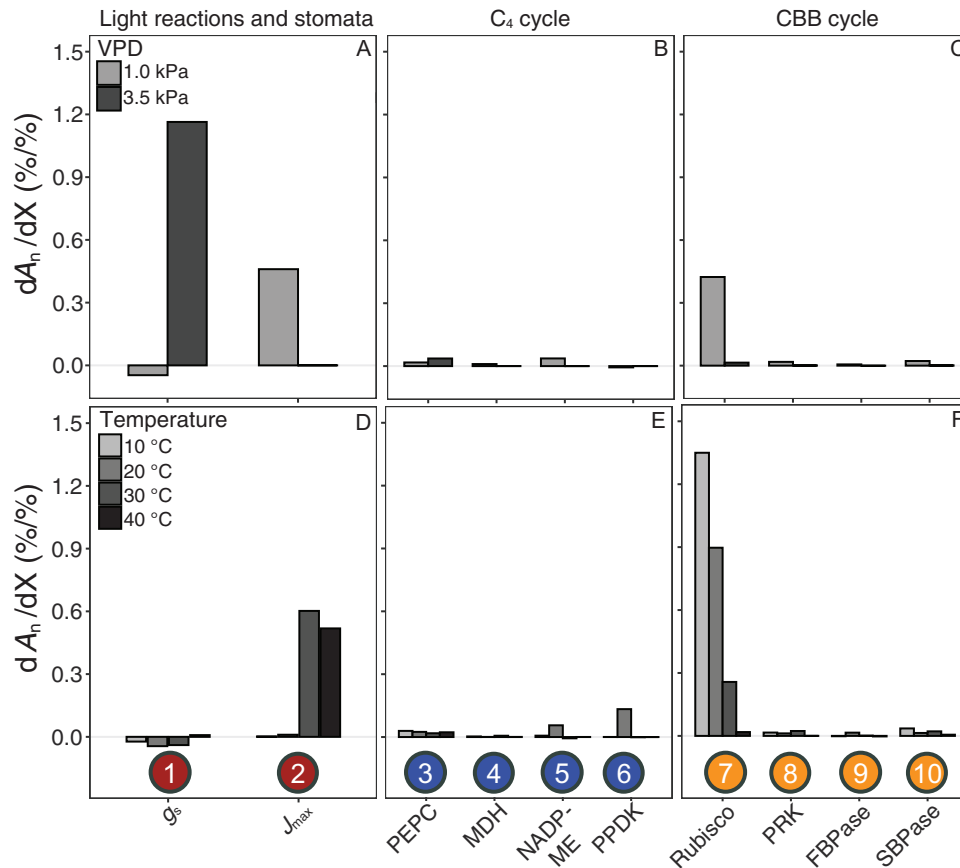 Light reactions and stomata
C₄ cycle
CBB cycle
VPD
1.0 kPa
3.5 kPa
A
B
C
dAₙ/dX (%/%)
1.5
1.2
0.9
0.6
0.3
0.0
Temperature
10 °C
20 °C
30 °C
40 °C
D
E
F
dAₙ/dX (%/%)
1.5
1.2
0.9
0.6
0.3
0.0
1
2
3
4
5
6
7
8
9
10
gₛ
Jmax
PEPC
MDH
NADP-
ME
PPDK
Rubisco
PRK
FBPase
SBPase